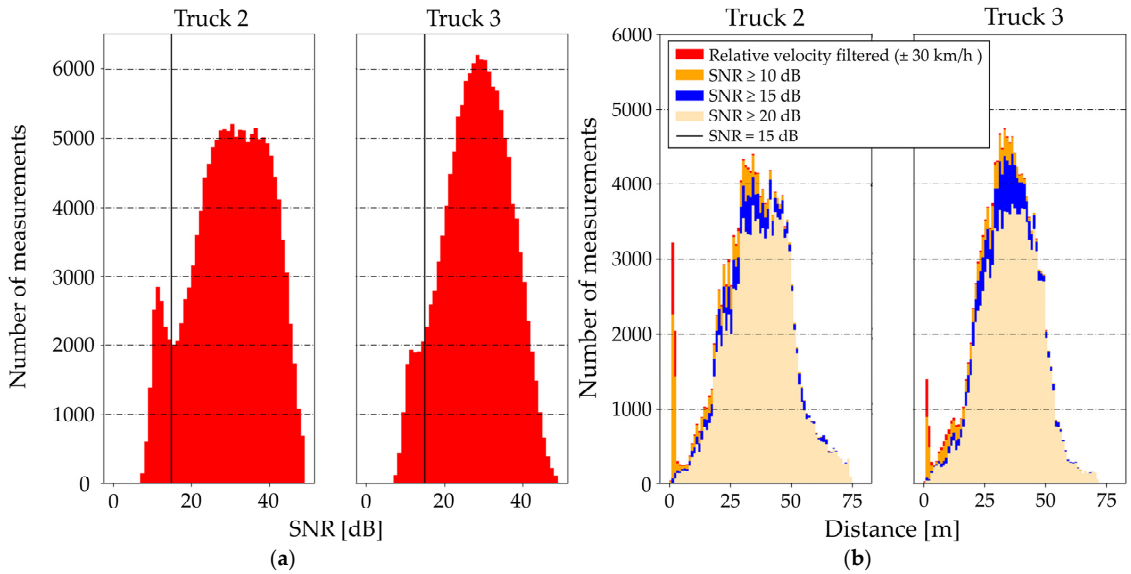 Truck 2
Truck 3
Number of measurements
6000
5000
4000
3000
2000
1000
0
0
20
40
0
20
40
SNR [dB]
(a)
Truck 2
Truck 3
Number of measurements
6000
5000
4000
3000
2000
1000
0
Relative velocity filtered (± 30 km/h )
SNR ≥ 10 dB
SNR ≥ 15 dB
SNR ≥ 20 dB
SNR = 15 dB
0
25
50
75
0
25
50
75
Distance [m]
(b)